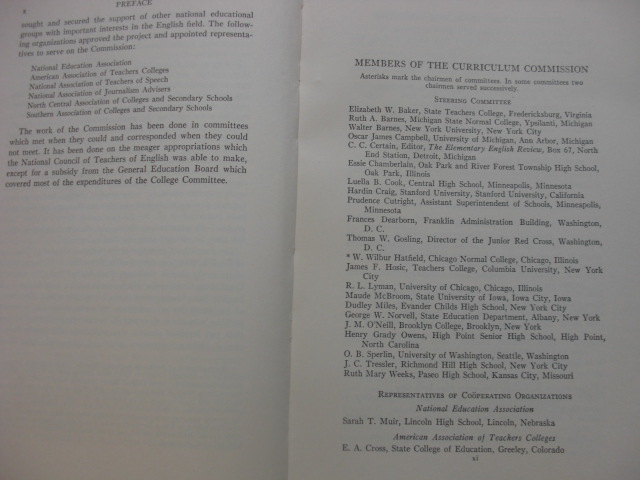 x
PREFACE
sought and secured the support of other national educational
groups with important interests in the English field. The follow-
ing organizations approved the project and appointed representa-
tives to serve on the Commission:
National Education Association
American Association of Teachers Colleges
National Association of Teachers of Speech
National Association of Journalism Advisers
North Central Association of Colleges and Secondary Schools
Southern Association of Colleges and Secondary Schools
The work of the Commission has been done in committees
which met when they could and corresponded when they could
not meet. It has been done on the meager appropriations which
the National Council of Teachers of English was able to make,
except for a subsidy from the General Education Board which
covered most of the expenditures of the College Committee.
MEMBERS OF THE CURRICULUM COMMISSION
Asterisks mark the chairmen of committees. In some committees two
chairmen served successively.
STEERING COMMITTEE
Elizabeth W. Baker, State Teachers College, Fredericksburg, Virginia
Ruth A. Barnes, Michigan State Normal College, Ypsilanti, Michigan
Walter Barnes, New York University, New York City
Oscar James Campbell, University of Michigan, Ann Arbor, Michigan
C. C. Certain, Editor, The Elementary English Review, Box 67, North
End Station, Detroit, Michigan
Essie Chamberlain, Oak Park and River Forest Township High School,
Oak Park, Illinois
Luella B. Cook, Central High School, Minneapolis, Minnesota
Hardin Craig, Stanford University, Stanford University, California
Prudence Cutright, Assistant Superintendent of Schools, Minneapolis,
Minnesota
Frances Dearborn, Franklin Administration Building, Washington,
D. C.
Thomas W. Gosling, Director of the Junior Red Cross, Washington,
D. C.
* W. Wilbur Hatfield, Chicago Normal College, Chicago, Illinois
James F. Hosic, Teachers College, Columbia University, New York
City
R. L. Lyman, University of Chicago, Chicago, Illinois
Maude McBroom, State University of Iowa, Iowa City, Iowa
Dudley Miles, Evander Childs High School, New York City
George W. Norvell, State Education Department, Albany, New York
J. M. O'Neill, Brooklyn College, Brooklyn, New York
Henry Grady Owens, High Point Senior High School, High Point,
North Carolina
O. B. Sperlin, University of Washington, Seattle, Washington
J. C. Tressler, Richmond Hill High School, New York City
Ruth Mary Weeks, Paseo High School, Kansas City, Missouri
REPRESENTATIVES OF COÖPERATING ORGANIZATIONS
National Education Association
Sarah T. Muir, Lincoln High School, Lincoln, Nebraska
American Association of Teachers Colleges
E. A. Cross, State College of Education, Greeley, Colorado
xi